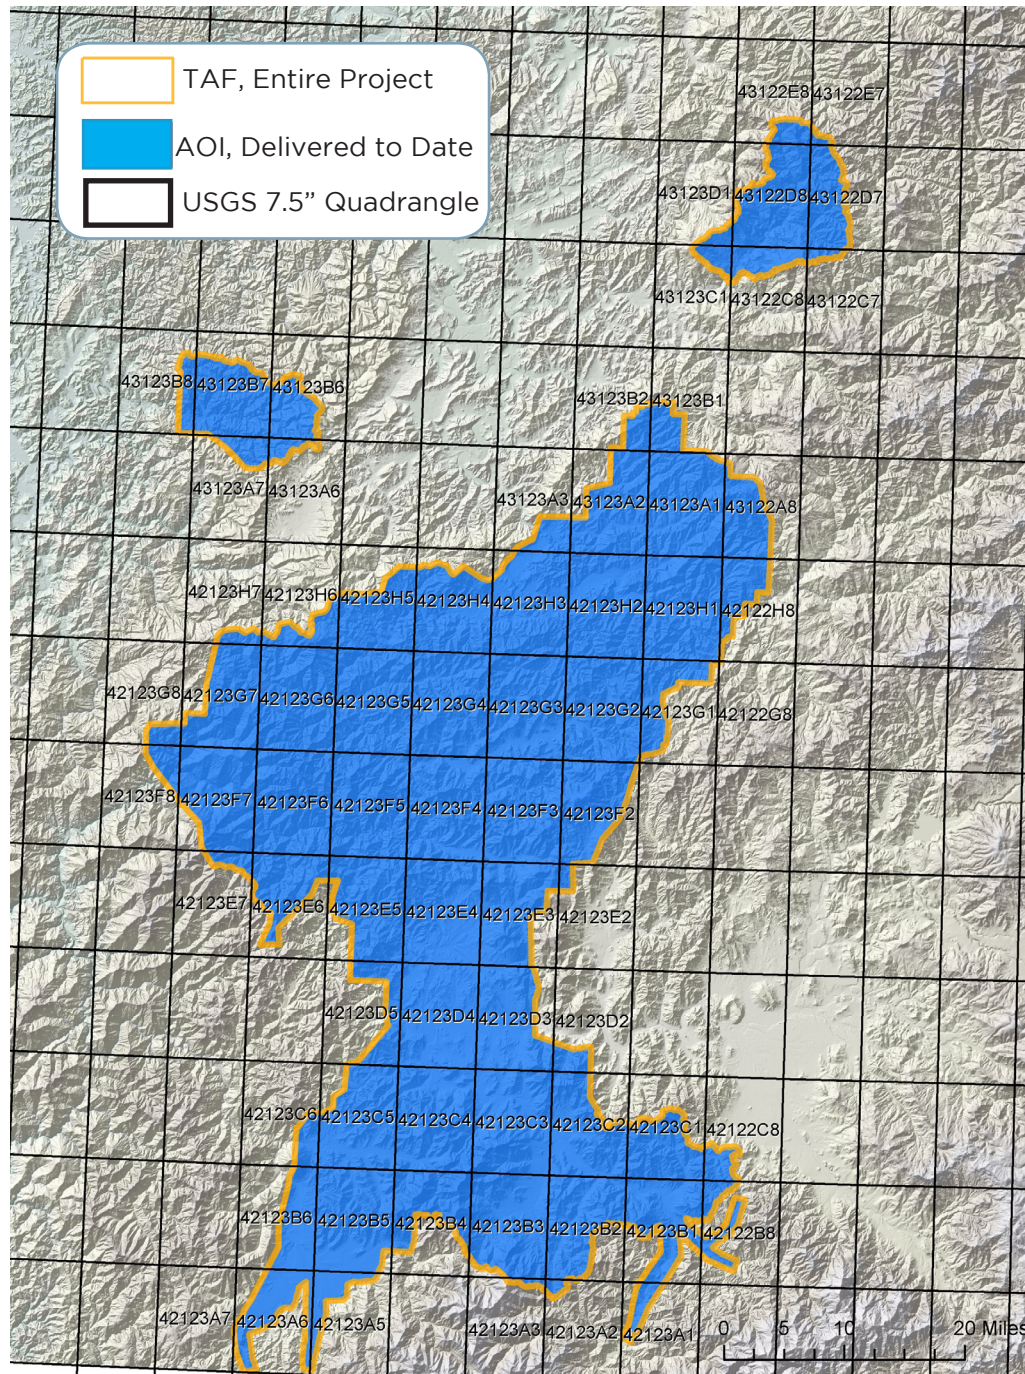 TAF, Entire Project
AOI, Delivered to Date
USGS 7.5” Quadrangle
43122E8 43122E7
43123D1 43122D8 43122D7
43123C1 43122C8 43122C7
43123B8 43123B7 43123B6
43123B2 43123B1
43123A7 43123A6
43123A3 43123A2 43123A1 43122A8
42123H7 42123H6 42123H5 42123H4 42123H3 42123H2 42123H1 42122H8
42123G8 42123G7 42123G6 42123G5 42123G4 42123G3 42123G2 42123G1 42122G8
42123F8 42123F7 42123F6 42123F5 42123F4 42123F3 42123F2
42123E7 42123E6 42123E5 42123E4 42123E3 42123E2
42123D5 42123D4 42123D3 42123D2
42123C6 42123C5 42123C4 42123C3 42123C2 42123C1 42122C8
42123B6 42123B5 42123B4 42123B3 42123B2 42123B1 42122B8
42123A7 42123A6 42123A5 42123A3 42123A2 42123A1
0 5 10 20 Miles